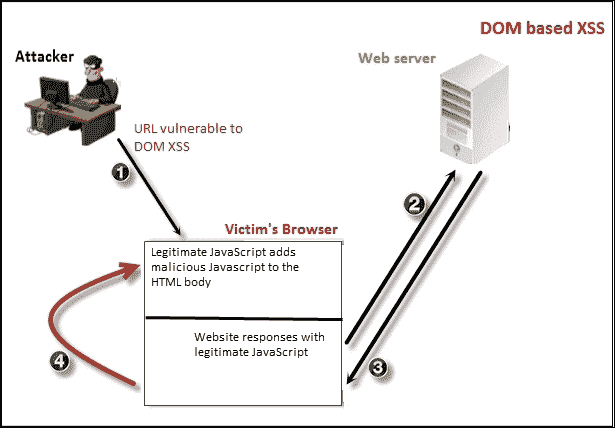 DOM based XSS
Attacker
Web server
URL vulnerable to
DOM XSS
1
2
Victim's Browser
Legitimate JavaScript adds
malicious Javascript to the
HTML body
Website responses with
legitimate JavaScript
4
3